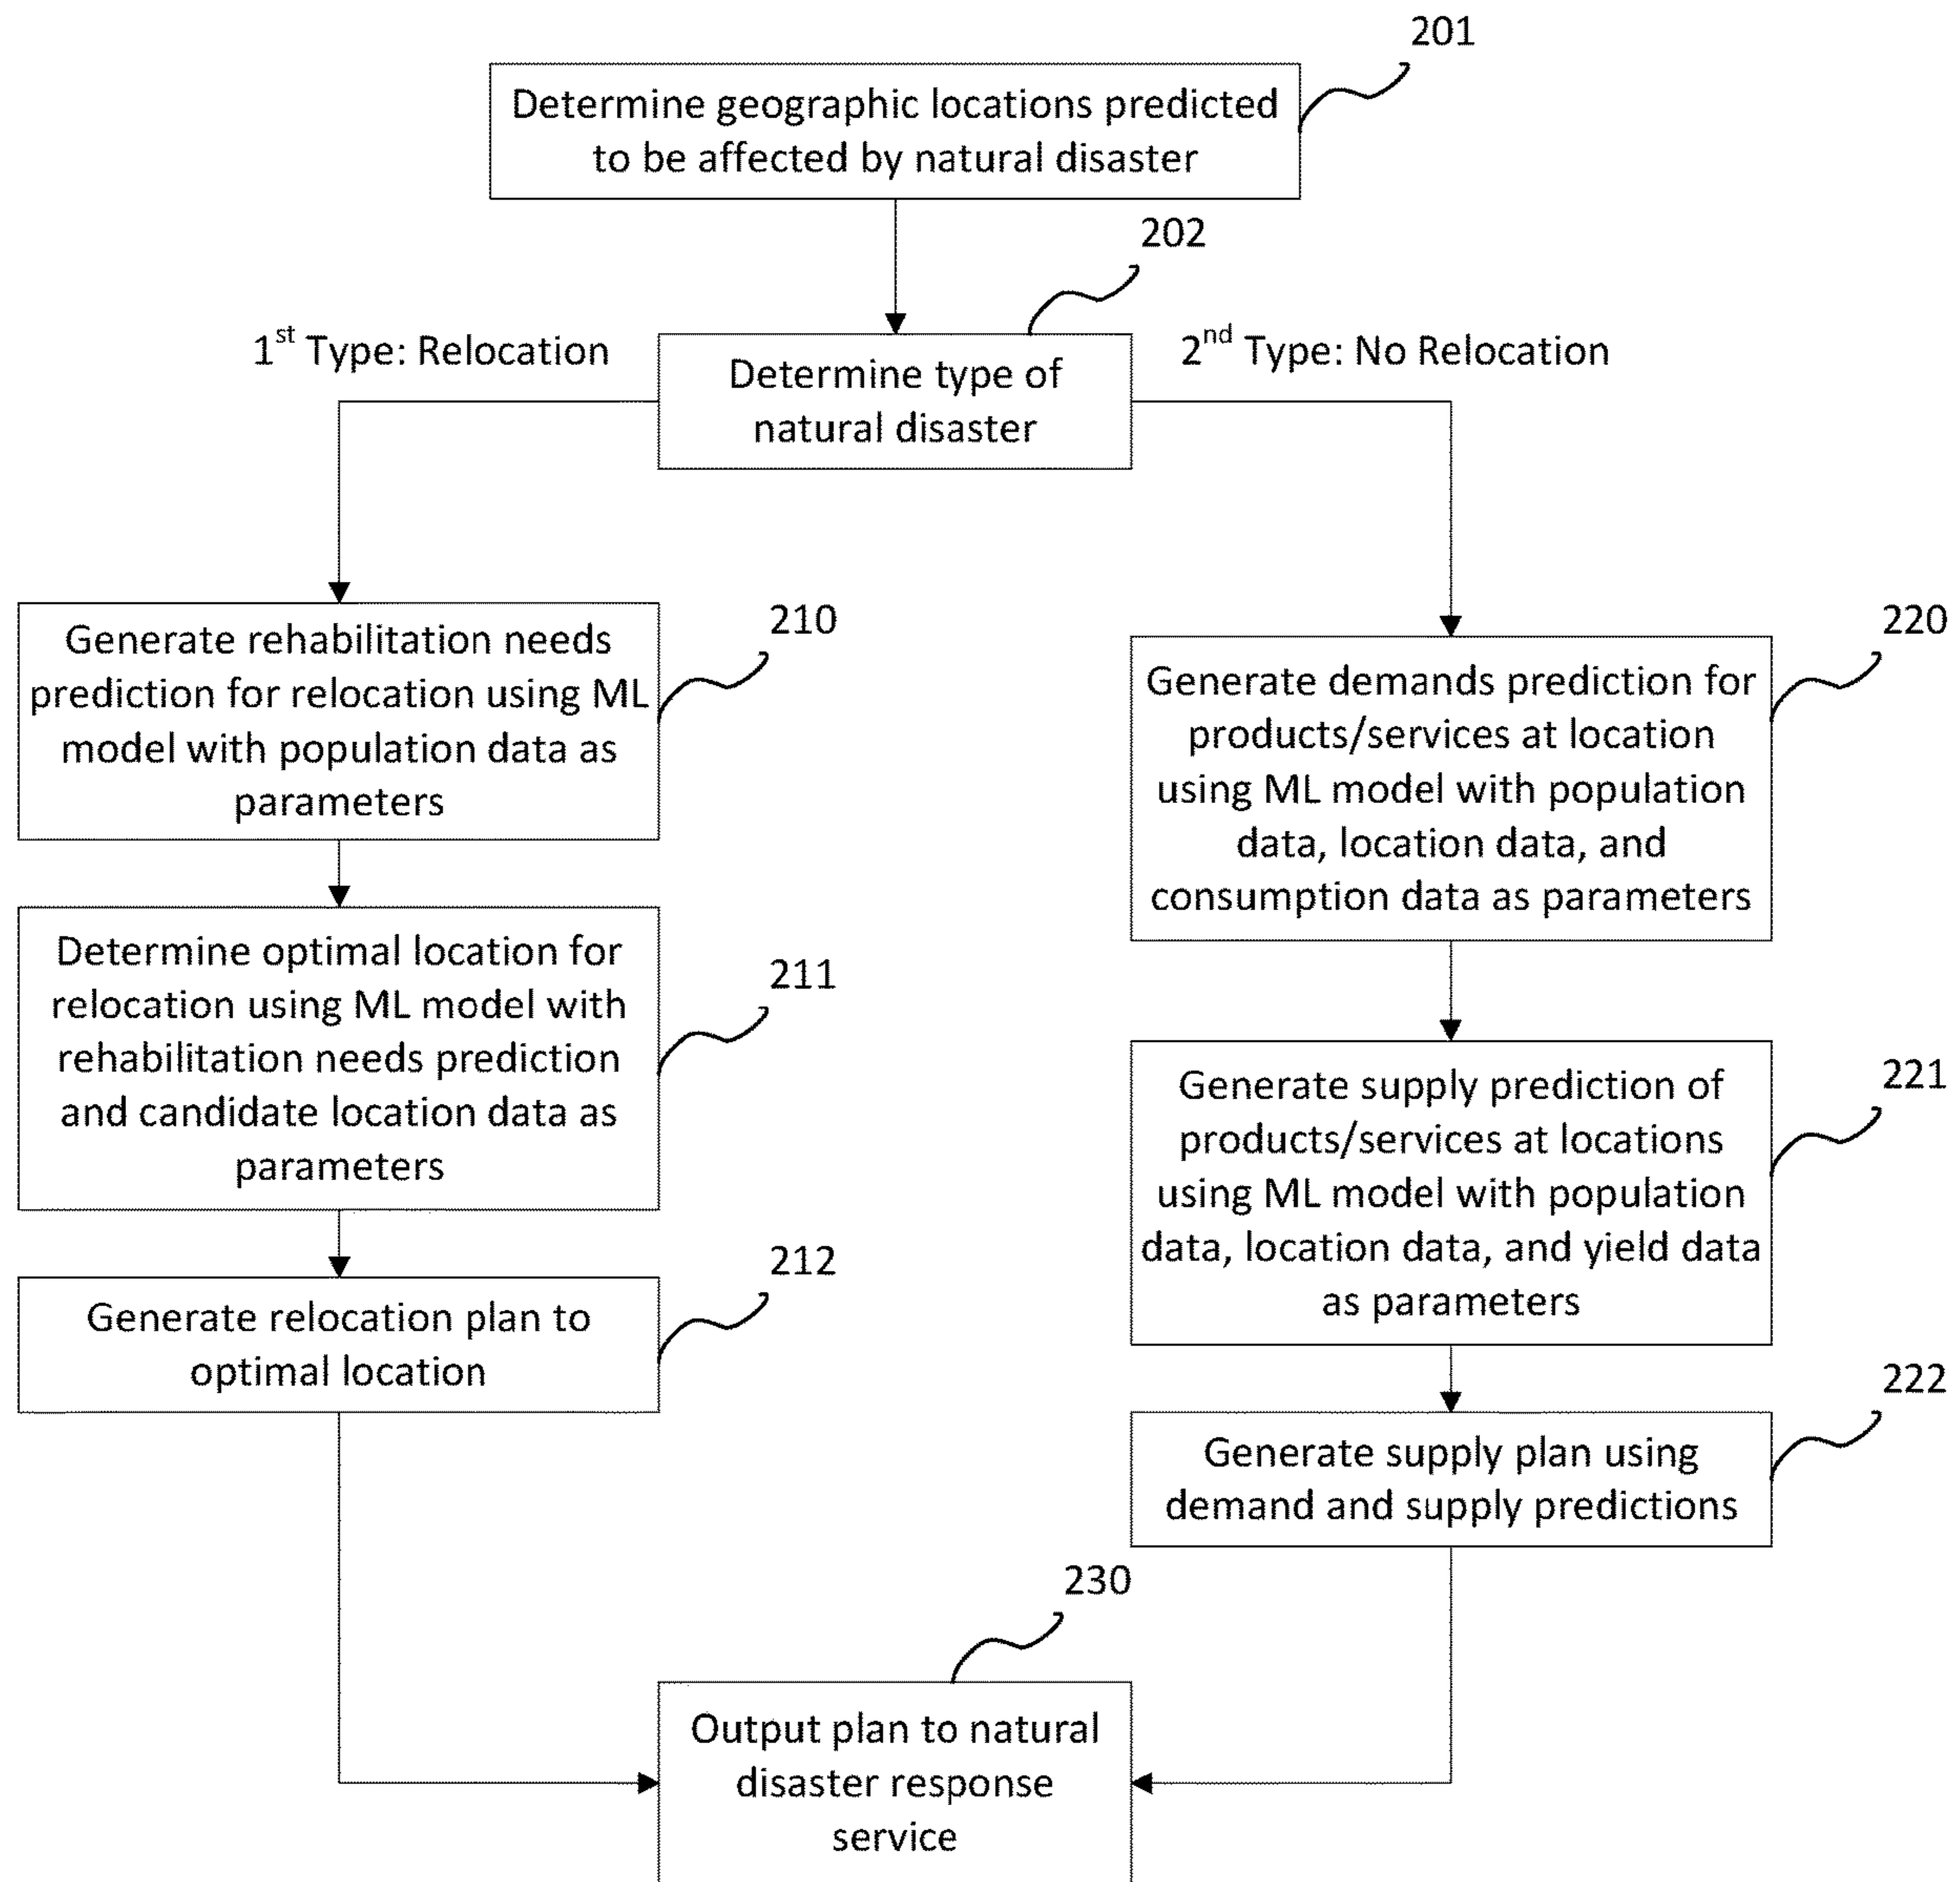 201
Determine geographic locations predicted
to be affected by natural disaster
202
1st Type: Relocation
2nd Type: No Relocation
Determine type of
natural disaster
210
Generate rehabilitation needs
prediction for relocation using ML
model with population data as
parameters
211
Determine optimal location for
relocation using ML model with
rehabilitation needs prediction
and candidate location data as
parameters
212
Generate relocation plan to
optimal location
220
Generate demands prediction for
products/services at location
using ML model with population
data, location data, and
consumption data as parameters
221
Generate supply prediction of
products/services at locations
using ML model with population
data, location data, and yield data
as parameters
222
Generate supply plan using
demand and supply predictions
230
Output plan to natural
disaster response
service